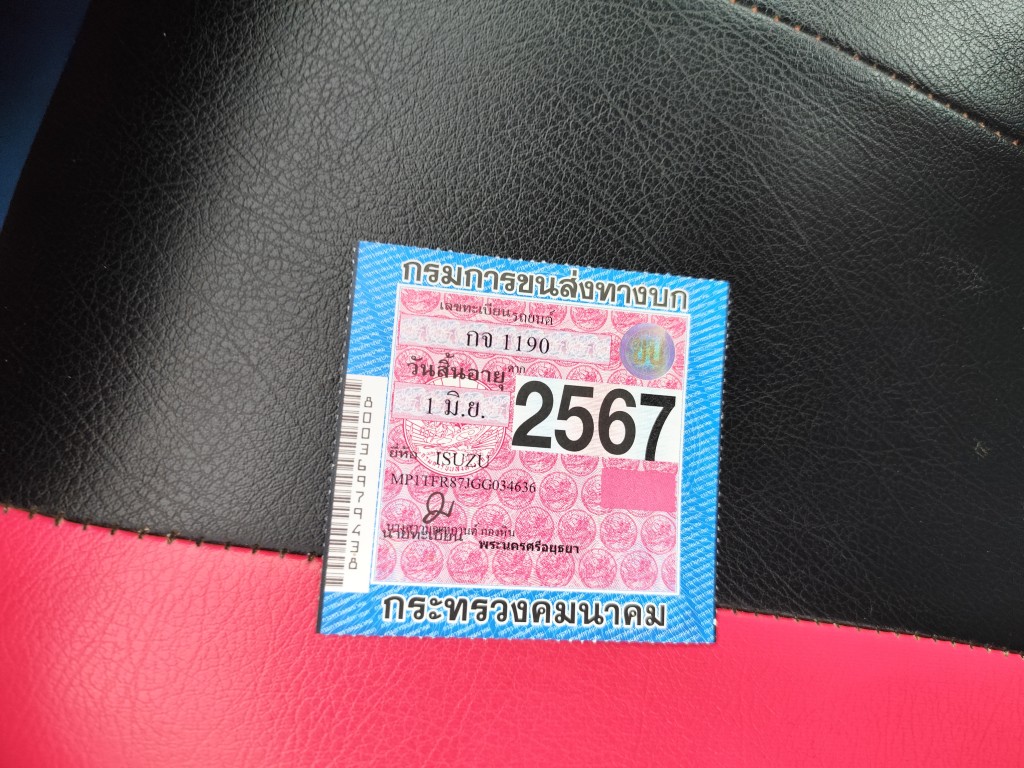 กรมการขนส่งทางบก
เลขทะเบียนรถยนต์
กจ 1190
วันสิ้นอายุ ภาค
1 มิ.ย. 2567
ยี่ห้อ ISUZU
MP1TFR87JGG034636
นายทะเบียน พระนครศรีอยุธยา
กระทรวงคมนาคม
80036979438